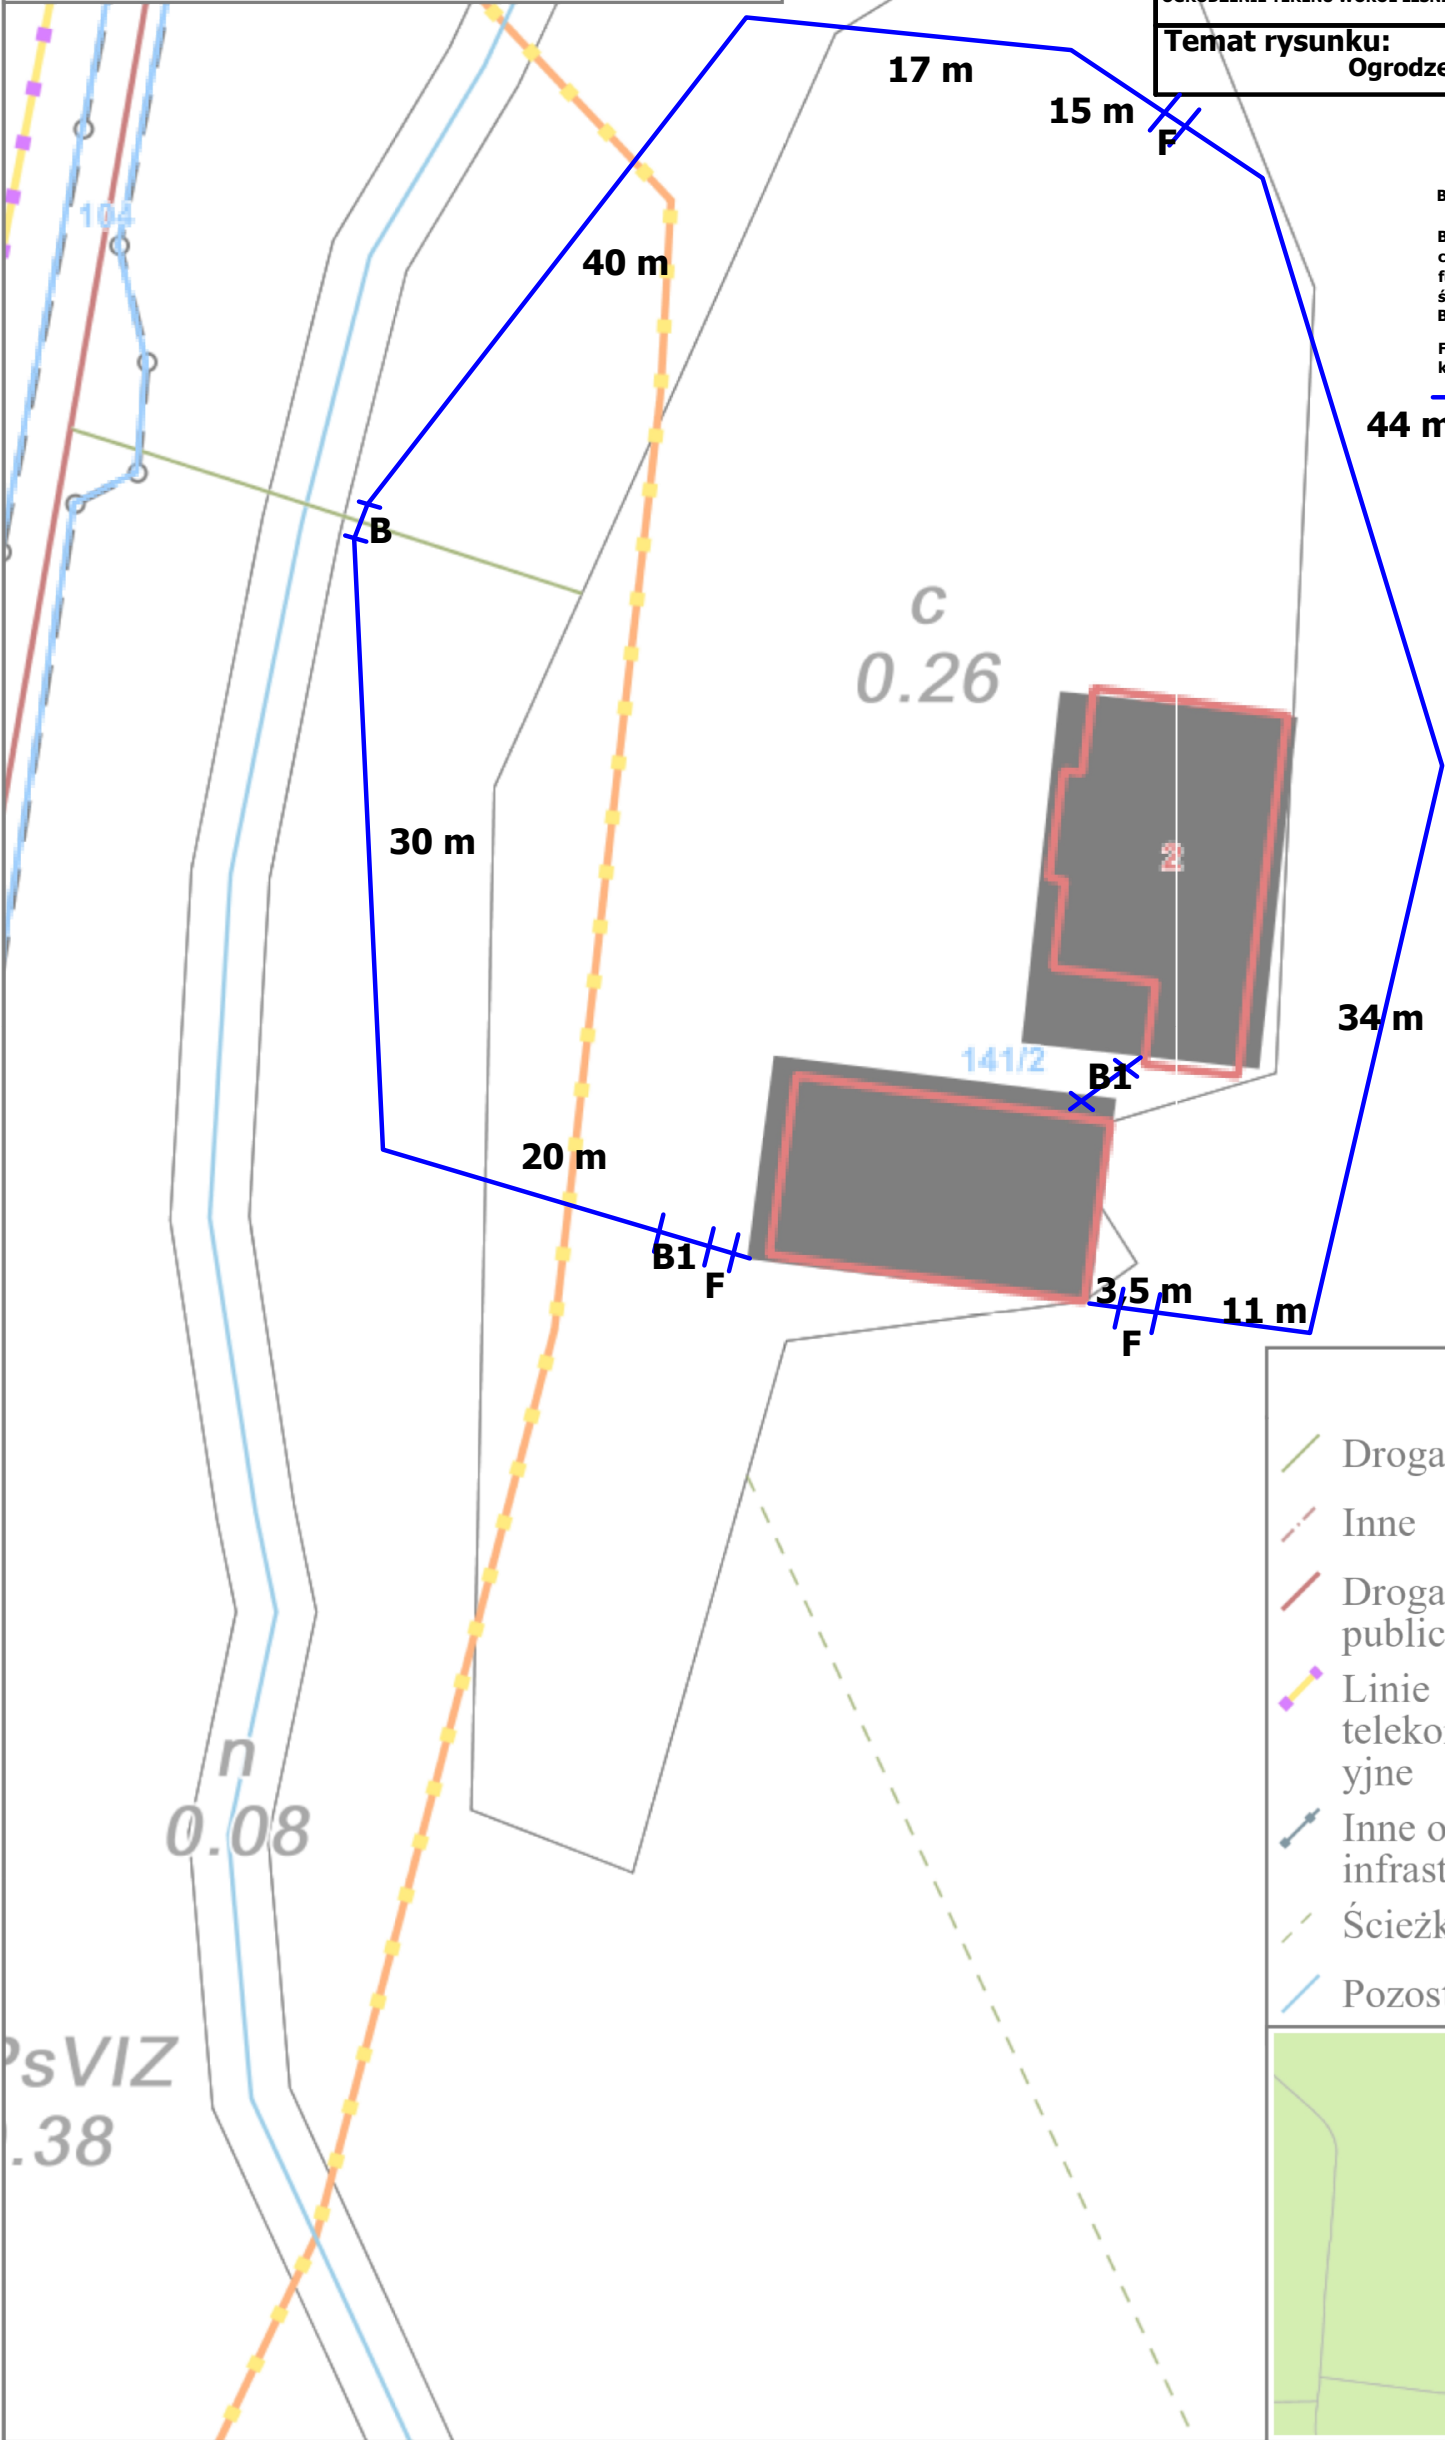 Temat rysunku:
Ogrodze
17 m
15 m
F
104
40 m
44 m
B
c
0.26
2
30 m
34 m
141/2
B1
20 m
B1
F
3,5 m
11 m
F
Droga
Inne
Droga
public
Linie
teleko
yjne
Inne o
infrast
Ścieżk
Pozost
n
0.08
PsVIZ
.38